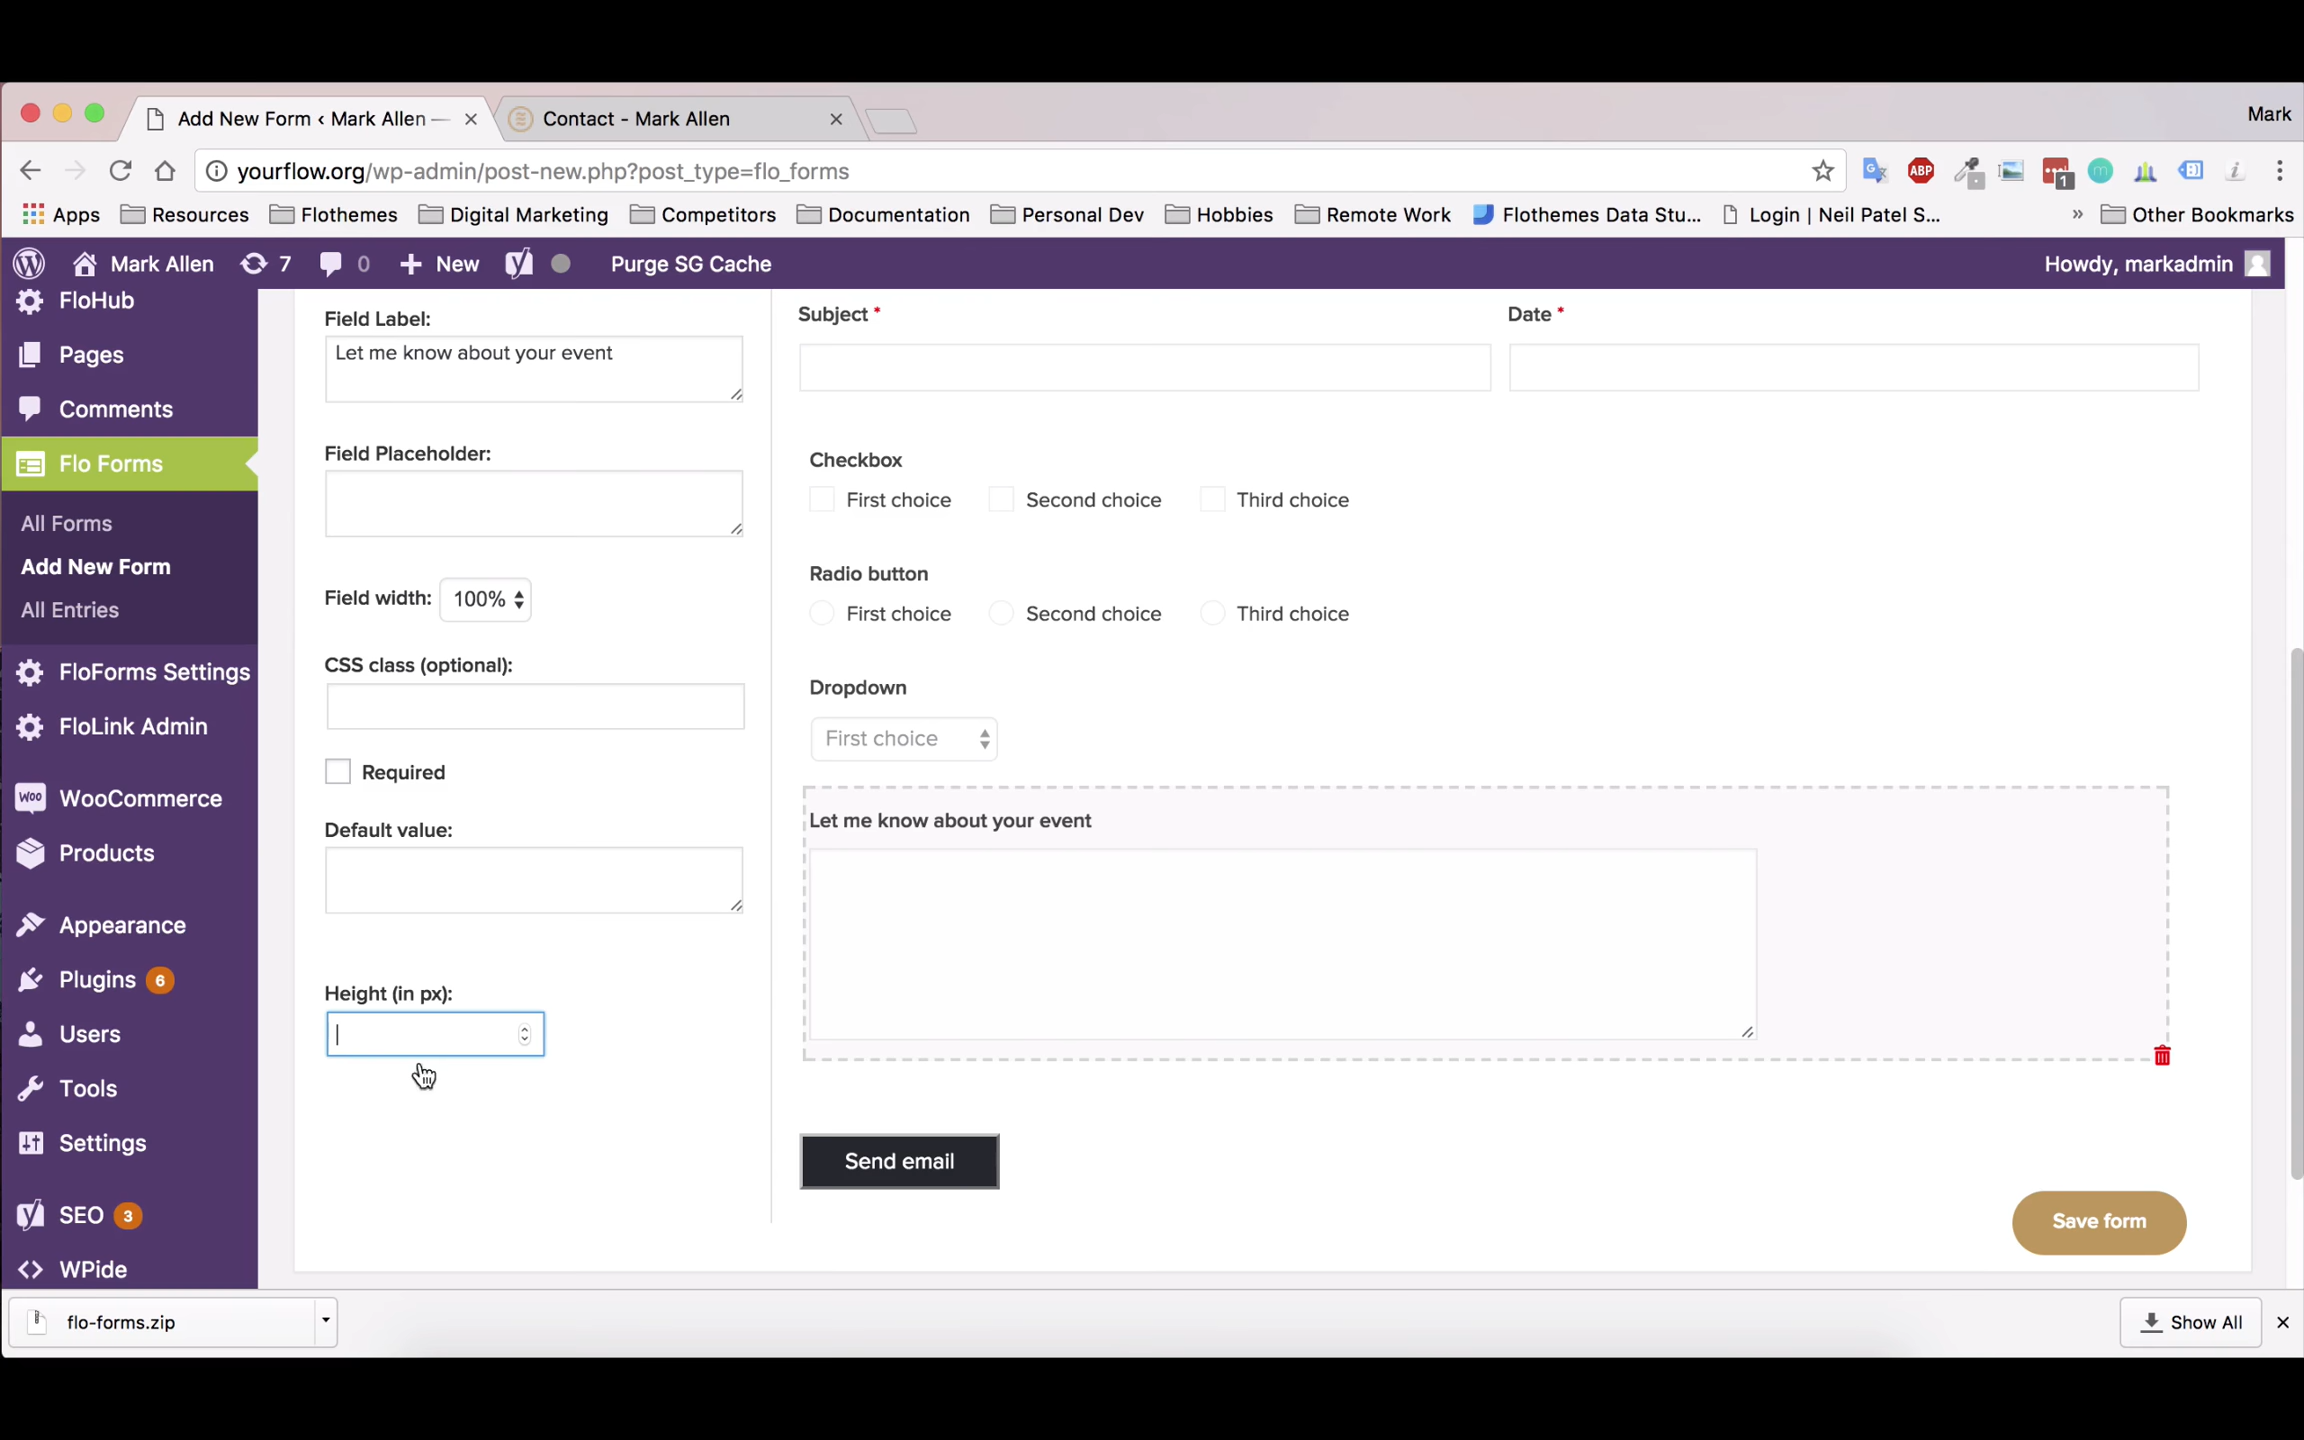 Add New Form ‹ Mark Allen —
Contact - Mark Allen
Mark
yourflow.org/wp-admin/post-new.php?post_type=flo_forms
ABP
1
m
Apps
Resources
Flothemes
Digital Marketing
Competitors
Documentation
Personal Dev
Hobbies
Remote Work
Flothemes Data Stu...
Login | Neil Patel S...
»
Other Bookmarks
Mark Allen
7
0
New
Purge SG Cache
Howdy, markadmin
FloHub
Pages
Comments
Flo Forms
All Forms
Add New Form
All Entries
FloForms Settings
FloLink Admin
WooCommerce
Products
Appearance
Plugins 6
Users
Tools
Settings
SEO 3
WPide
Field Label:
Let me know about your event
Field Placeholder:
Field width: 100%
CSS class (optional):
Required
Default value:
Height (in px):
Subject *
Date *
Checkbox
First choice
Second choice
Third choice
Radio button
First choice
Second choice
Third choice
Dropdown
First choice
Let me know about your event
Send email
Save form
flo-forms.zip
Show All